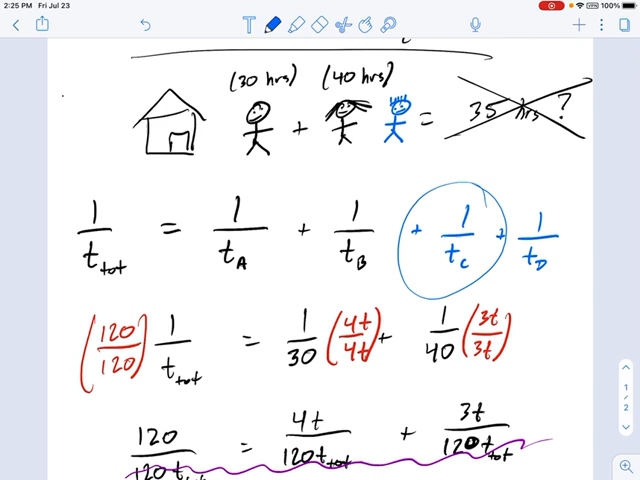 2:25 PM Fri Jul 23 100%
(30 hrs) (40 hrs)
+ = 35 hrs ?
1/t_tot = 1/t_A + 1/t_B + 1/t_C + 1/t_D
(120/120) 1/t_tot = 1/30 (4t/4t) + 1/40 (3t/3t)
120/120t_tot = 4t/120t_tot + 3t/120t_tot
1/2